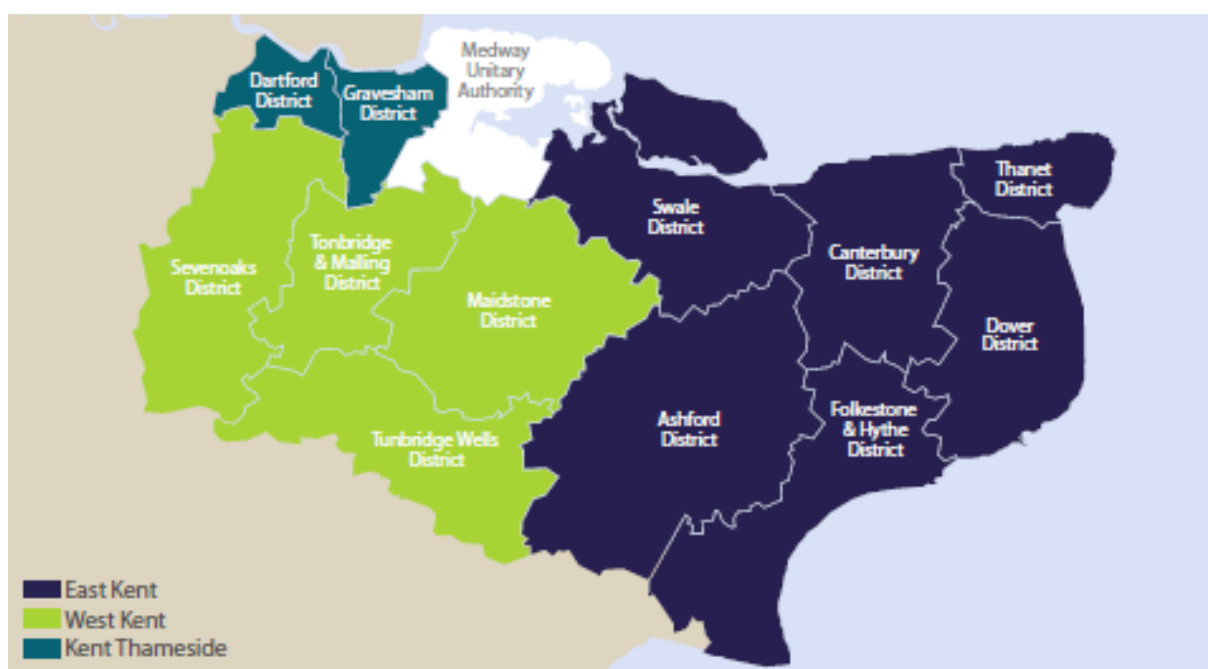 Medway
Unitary
Authority
Dartford
District
Gravesham
District
Thanet
District
Swale
District
Tonbridge
& Malling
District
Sevenoaks
District
Canterbury
District
Maidstone
District
Dover
District
Ashford
District
Folkestone
& Hythe
District
Tunbridge Wells
District
East Kent
West Kent
Kent Thameside